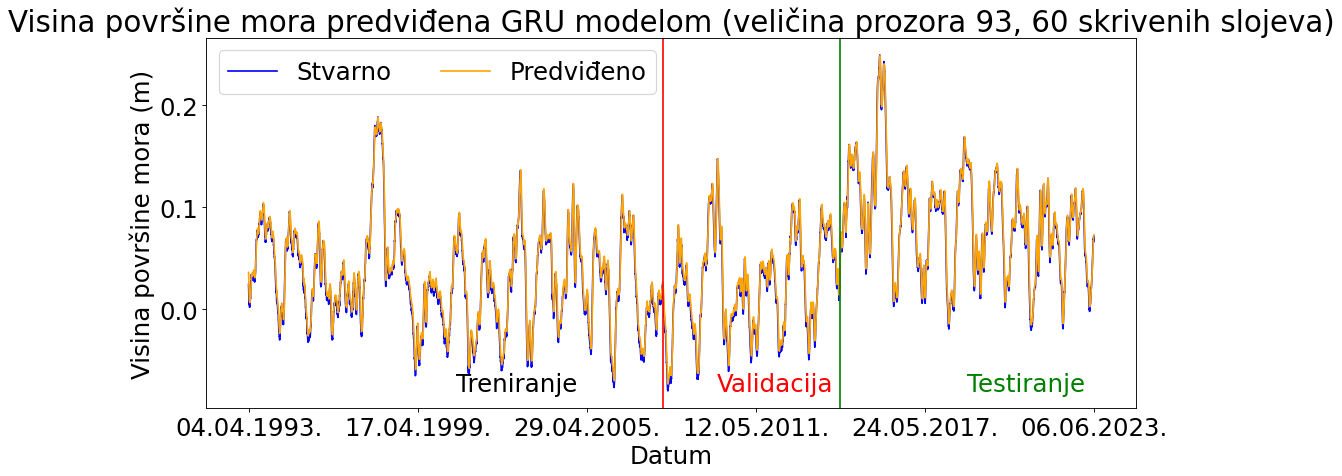 Visina površine mora predviđena GRU modelom (veličina prozora 93, 60 skrivenih slojeva)
Stvarno Predviđeno
Visina površine mora (m)
0.2
0.1
0.0
Treniranje Validacija Testiranje
04.04.1993. 17.04.1999. 29.04.2005. 12.05.2011. 24.05.2017. 06.06.2023.
Datum